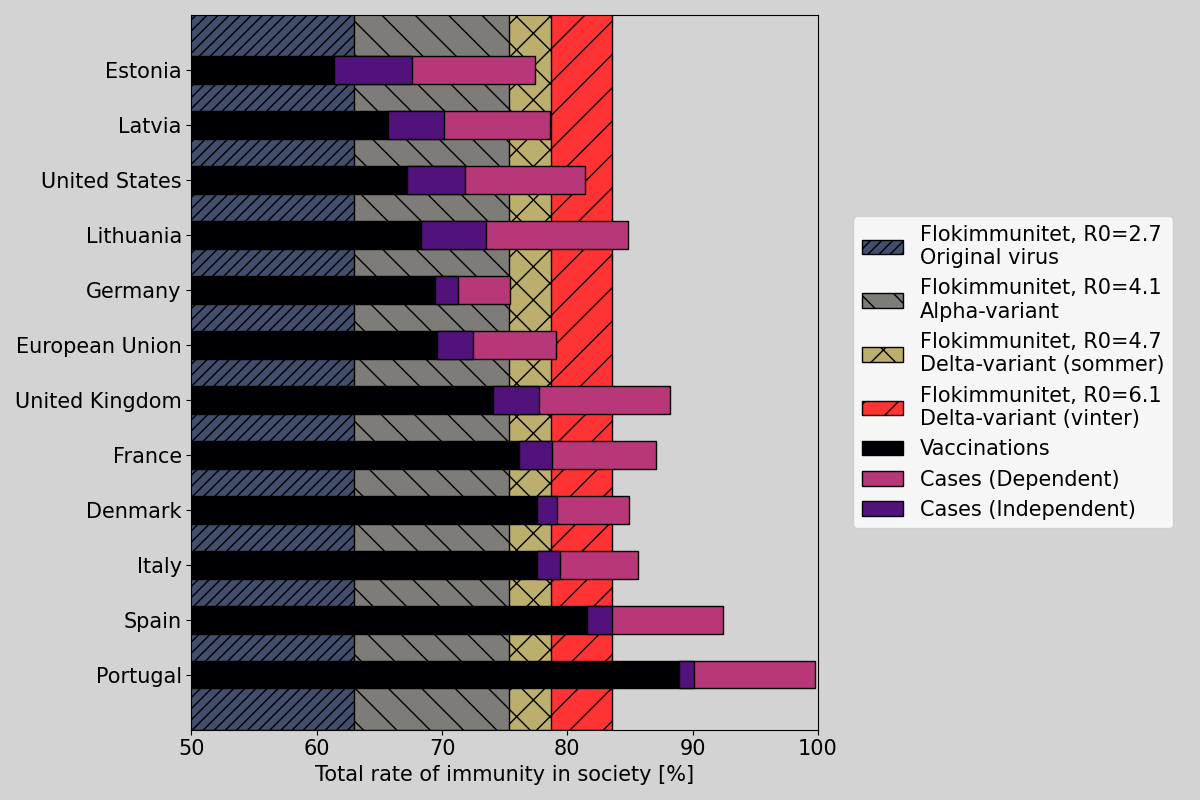 Estonia
Latvia
United States
Lithuania
Germany
European Union
United Kingdom
France
Denmark
Italy
Spain
Portugal
50 60 70 80 90 100
Total rate of immunity in society [%]
Flokimmunitet, R0=2.7
Original virus
Flokimmunitet, R0=4.1
Alpha-variant
Flokimmunitet, R0=4.7
Delta-variant (sommer)
Flokimmunitet, R0=6.1
Delta-variant (vinter)
Vaccinations
Cases (Dependent)
Cases (Independent)